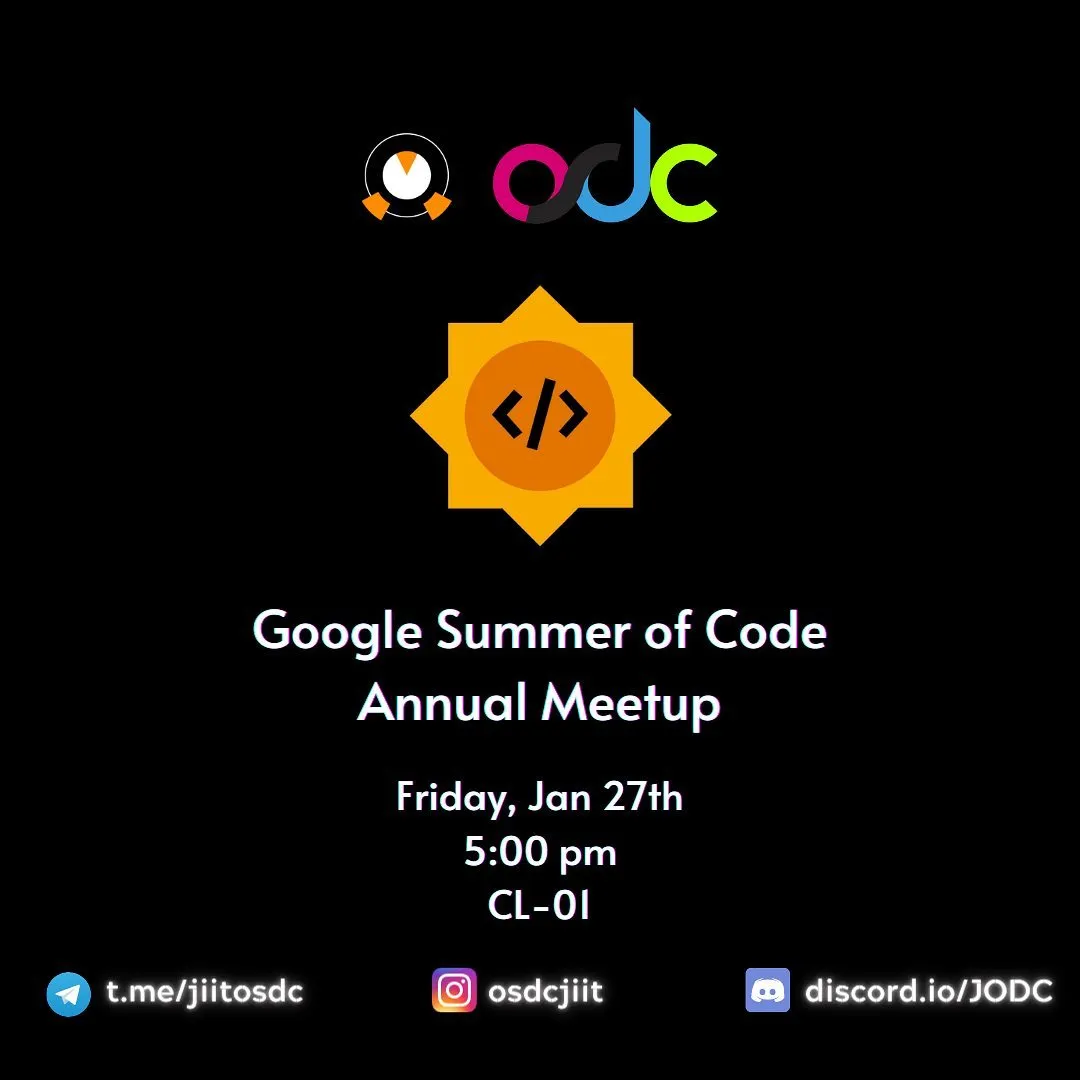 osdc
</>
Google Summer of Code
Annual Meetup
Friday, Jan 27th
5:00 pm
CL-01
t.me/jiitosdc
osdcjiit
discord.io/JODC